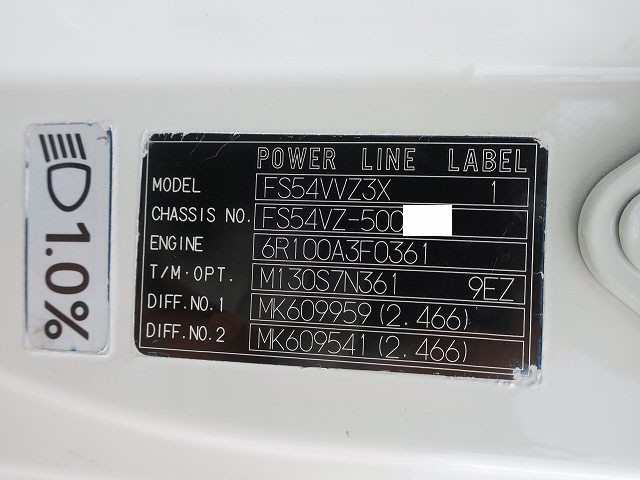 1.0%
POWER LINE LABEL
MODEL FS54VVZ3X 1
CHASSIS NO. FS54VZ-500
ENGINE 6R100A3F0361
T/M·OPT. M130S7N361 9EZ
DIFF.NO.1 MK609959(2.466)
DIFF.NO.2 MK609541(2.466)